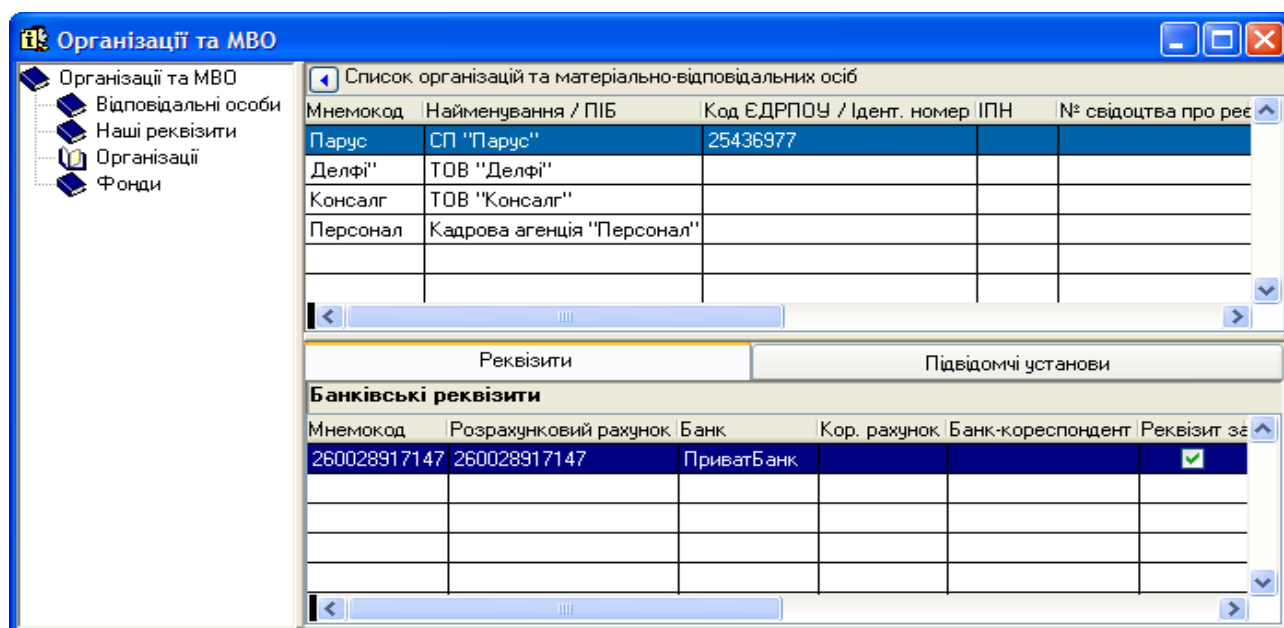 Організації та МВО
Організації та МВО
Відповідальні особи
Наші реквізити
Організації
Фонди
Список організацій та матеріально-відповідальних осіб
Мнемокод Найменування / ПІБ Код ЄДРПОУ / Ідент. номер ІПН № свідоцтва про реє
Парус СП "Парус" 25436977
Делфі" ТОВ "Делфі"
Консалг ТОВ "Консалг"
Персонал Кадрова агенція "Персонал"
Реквізити Підвідомчі установи
Банківські реквізити
Мнемокод Розрахунковий рахунок Банк Кор. рахунок Банк-кореспондент Реквізит за
260028917147 260028917147 ПриватБанк